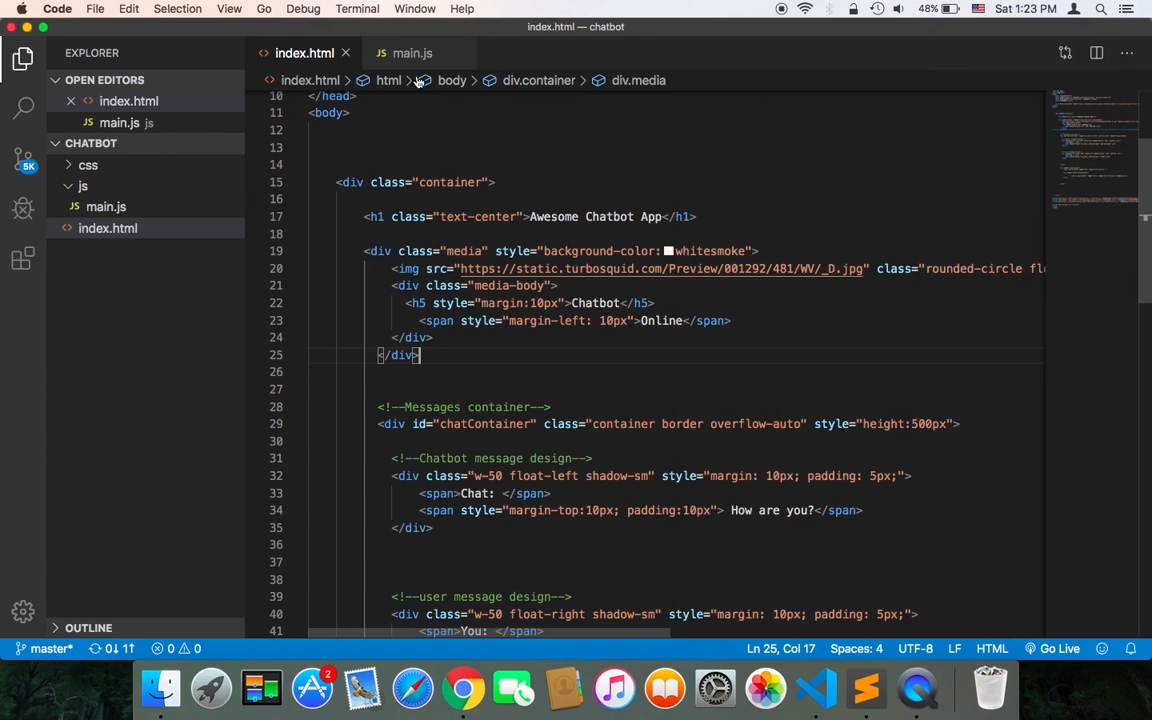 Code File Edit Selection View Go Debug Terminal Window Help 48% Sat 1:23 PM
index.html — chatbot
EXPLORER
index.html
JS main.js
OPEN EDITORS
index.html > html > body > div.container > div.media
index.html
main.js js
CHATBOT
css
js
main.js
index.html
5K
10 </head>
11 <body>
12
13
14
15 <div class="container">
16
17 <h1 class="text-center">Awesome Chatbot App</h1>
18
19 <div class="media" style="background-color: whitesmoke">
20 <img src="https://static.turbosquid.com/Preview/001292/481/WV/_D.jpg" class="rounded-circle
21 <div class="media-body">
22 <h5 style="margin:10px">Chatbot</h5>
23 <span style="margin-left: 10px">Online</span>
24 </div>
25 </div>
26
27
28 <!--Messages container-->
29 <div id="chatContainer" class="container border overflow-auto" style="height:500px">
30
31 <!--Chatbot message design-->
32 <div class="w-50 float-left shadow-sm" style="margin: 10px; padding: 5px;">
33 <span>Chat: </span>
34 <span style="margin-top:10px; padding:10px"> How are you?</span>
35 </div>
36
37
38
39 <!--user message design-->
40 <div class="w-50 float-right shadow-sm" style="margin: 10px; padding: 5px;">
41 <span>You: </span>
OUTLINE
master* 0↓ 1↑ 0 0 Ln 25, Col 17 Spaces: 4 UTF-8 LF HTML Go Live
2